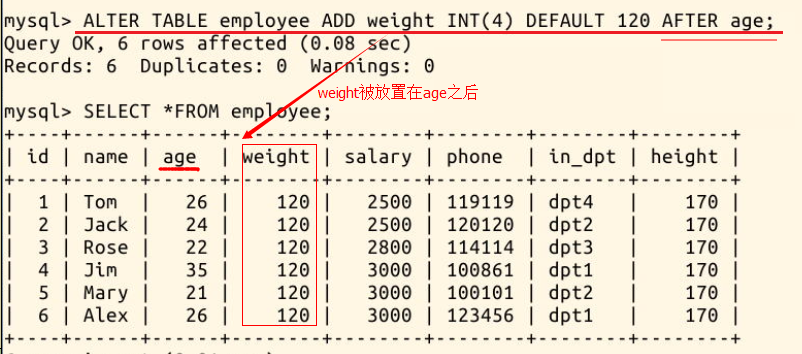 mysql> ALTER TABLE employee ADD weight INT(4) DEFAULT 120 AFTER age;
Query OK, 6 rows affected (0.08 sec)
Records: 6  Duplicates: 0  Warnings: 0
weight被放置在age之后
mysql> SELECT *FROM employee;
+----+------+------+--------+--------+--------+--------+--------+
| id | name | age | weight | salary | phone | in_dpt | height |
+----+------+------+--------+--------+--------+--------+--------+
| 1 | Tom | 26 | 120 | 2500 | 119119 | dpt4 | 170 |
| 2 | Jack | 24 | 120 | 2500 | 120120 | dpt2 | 170 |
| 3 | Rose | 22 | 120 | 2800 | 114114 | dpt3 | 170 |
| 4 | Jim | 35 | 120 | 3000 | 100861 | dpt1 | 170 |
| 5 | Mary | 21 | 120 | 3000 | 100101 | dpt2 | 170 |
| 6 | Alex | 26 | 120 | 3000 | 123456 | dpt1 | 170 |
+----+------+------+--------+--------+--------+--------+--------+